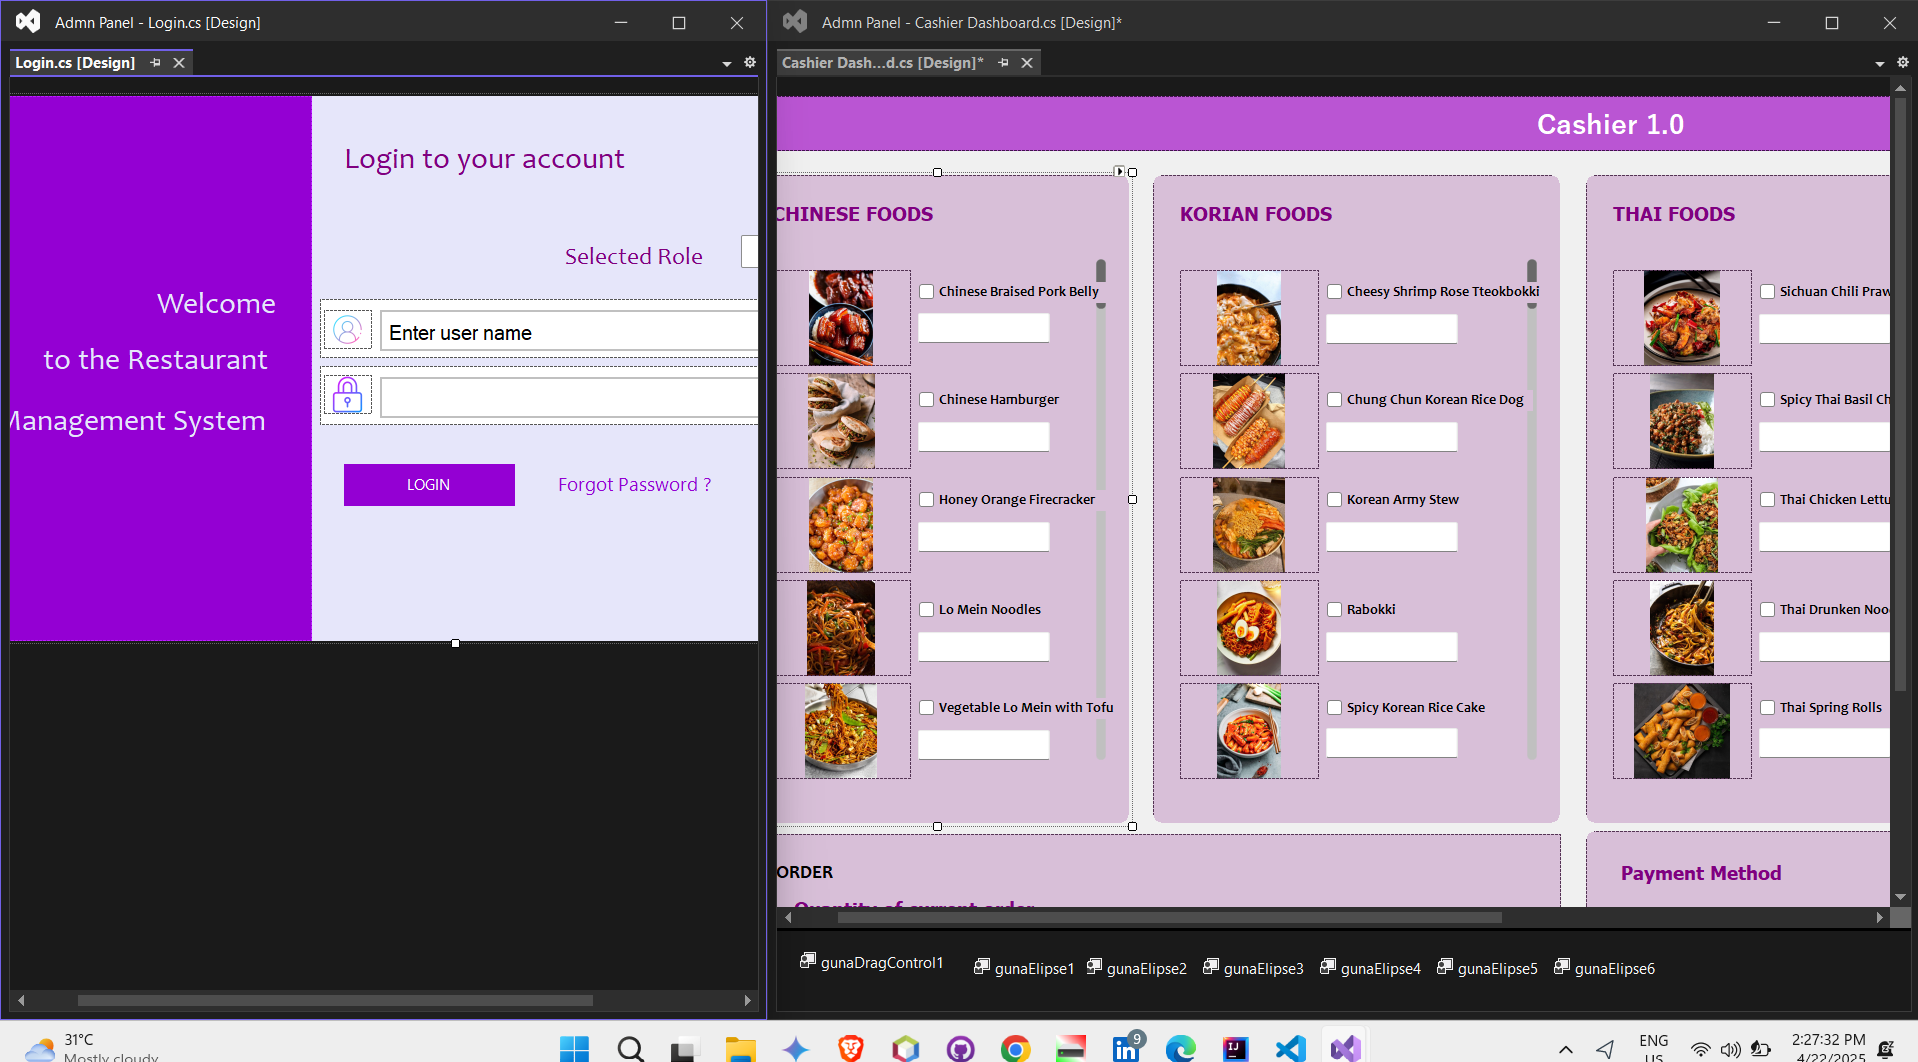 Admn Panel - Login.cs [Design]
Login.cs [Design]
Login to your account
Selected Role
Welcome
to the Restaurant
Management System
Enter user name
LOGIN
Forgot Password ?
Admn Panel - Cashier Dashboard.cs [Design]*
Cashier Dash...d.cs [Design]*
Cashier 1.0
CHINESE FOODS
Chinese Braised Pork Belly
Chinese Hamburger
Honey Orange Firecracker
Lo Mein Noodles
Vegetable Lo Mein with Tofu
KORIAN FOODS
Cheesy Shrimp Rose Tteokbokki
Chung Chun Korean Rice Dog
Korean Army Stew
Rabokki
Spicy Korean Rice Cake
THAI FOODS
Sichuan Chili Praw
Spicy Thai Basil Ch
Thai Chicken Lettu
Thai Drunken Noo
Thai Spring Rolls
ORDER
Quantity of current order
Payment Method
gunaDragControl1
gunaElipse1
gunaElipse2
gunaElipse3
gunaElipse4
gunaElipse5
gunaElipse6
31°C
Mostly cloudy
9
IJ
ENG
US
2:27:32 PM
4/22/2025